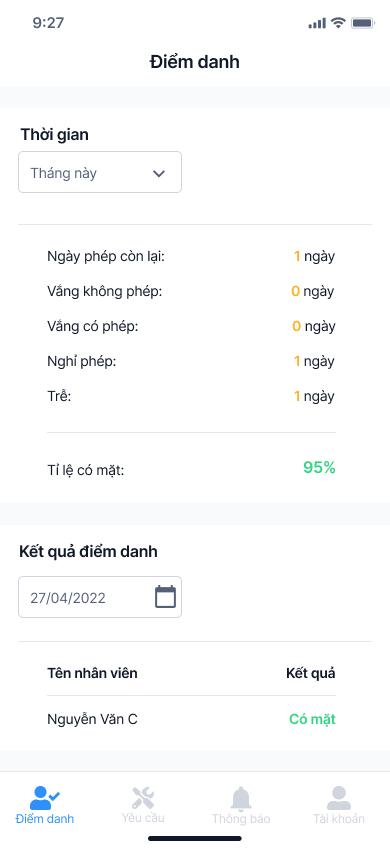 9:27
Điểm danh
Thời gian
Tháng này
Ngày phép còn lại: 1 ngày
Vắng không phép: 0 ngày
Vắng có phép: 0 ngày
Nghỉ phép: 1 ngày
Trễ: 1 ngày
Tỉ lệ có mặt: 95%
Kết quả điểm danh
27/04/2022
Tên nhân viên Kết quả
Nguyễn Văn C Có mặt
Điểm danh Yêu cầu Thông báo Tài khoản